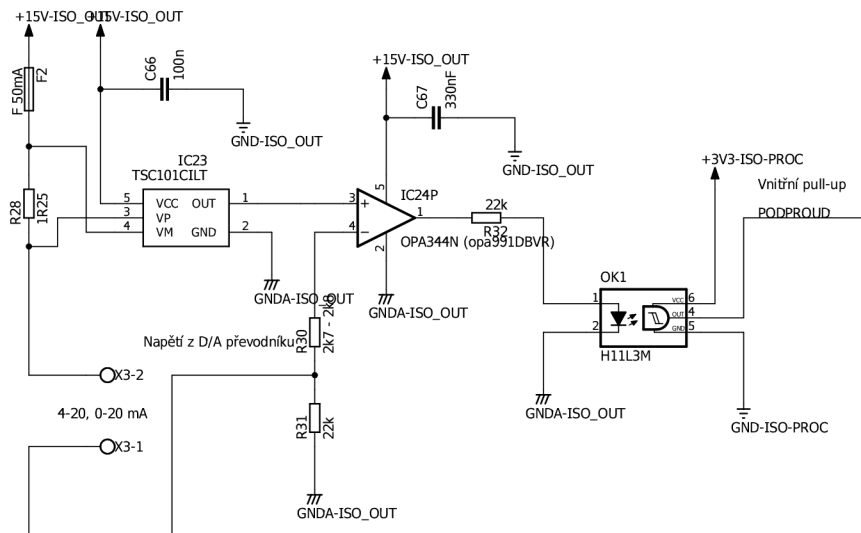 +15V-ISO_OUT
+15V-ISO_OUT
F 50mA
F2
C66
100n
GND-ISO_OUT
+15V-ISO_OUT
C67
330nF
GND-ISO_OUT
+3V3-ISO-PROC
Vnitřní pull-up
PODPROUD
IC23
TSC101CILT
R28
1R25
5
3
4
VCC
VP
VM
OUT
GND
1
2
GNDA-ISO_OUT
3
4
5
2
1
+
−
IC24P
OPA344N (opa991DBVR)
GNDA-ISO_OUT
22k
R32
OK1
1
2
VCC
OUT
GND
6
4
5
H11L3M
GNDA-ISO_OUT
GND-ISO-PROC
Napětí z D/A převodníku
R30
2k7 - 2k8
X3-2
4-20, 0-20 mA
X3-1
R31
22k
GNDA-ISO_OUT